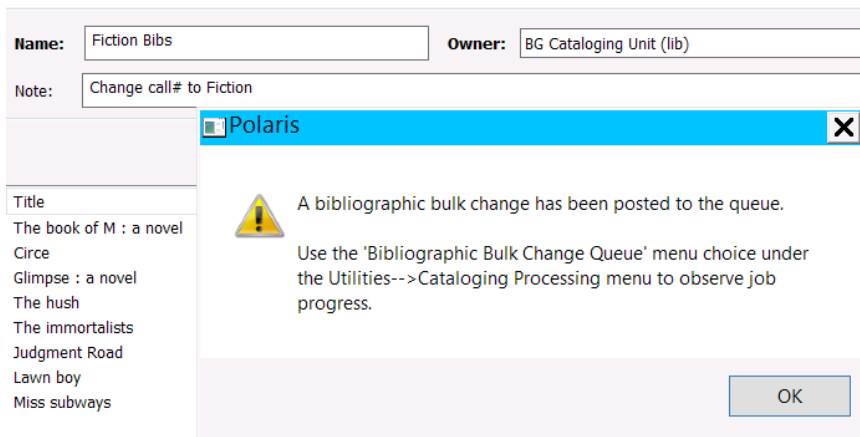 Name: Fiction Bibs Owner: BG Cataloging Unit (lib)
Note: Change call# to Fiction
Polaris
A bibliographic bulk change has been posted to the queue.
Use the 'Bibliographic Bulk Change Queue' menu choice under
the Utilities-->Cataloging Processing menu to observe job
progress.
OK
Title
The book of M : a novel
Circe
Glimpse : a novel
The hush
The immortalists
Judgment Road
Lawn boy
Miss subways